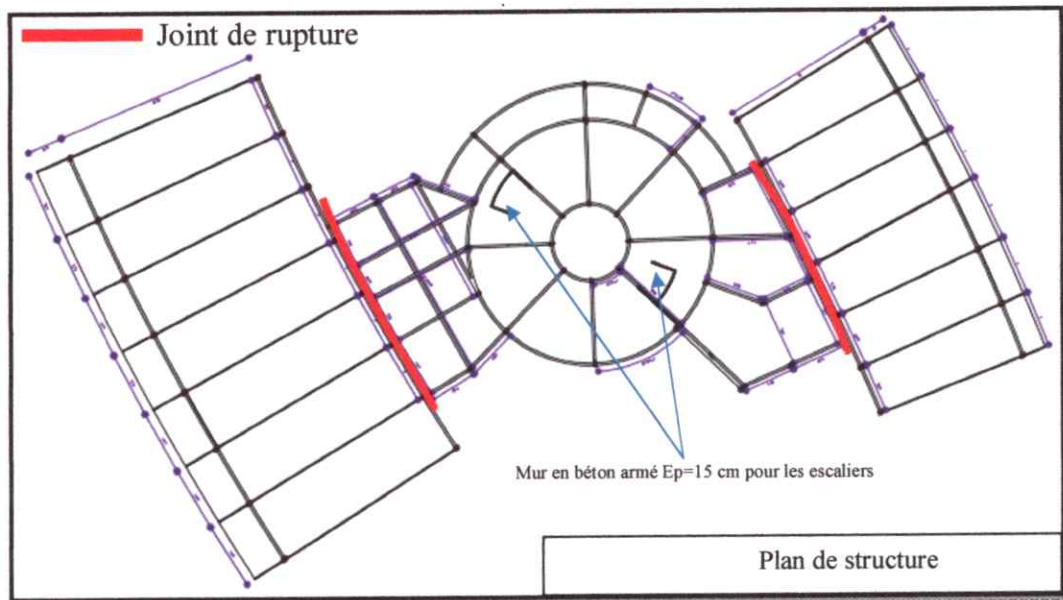 Joint de rupture
Mur en béton armé Ep=15 cm pour les escaliers
Plan de structure